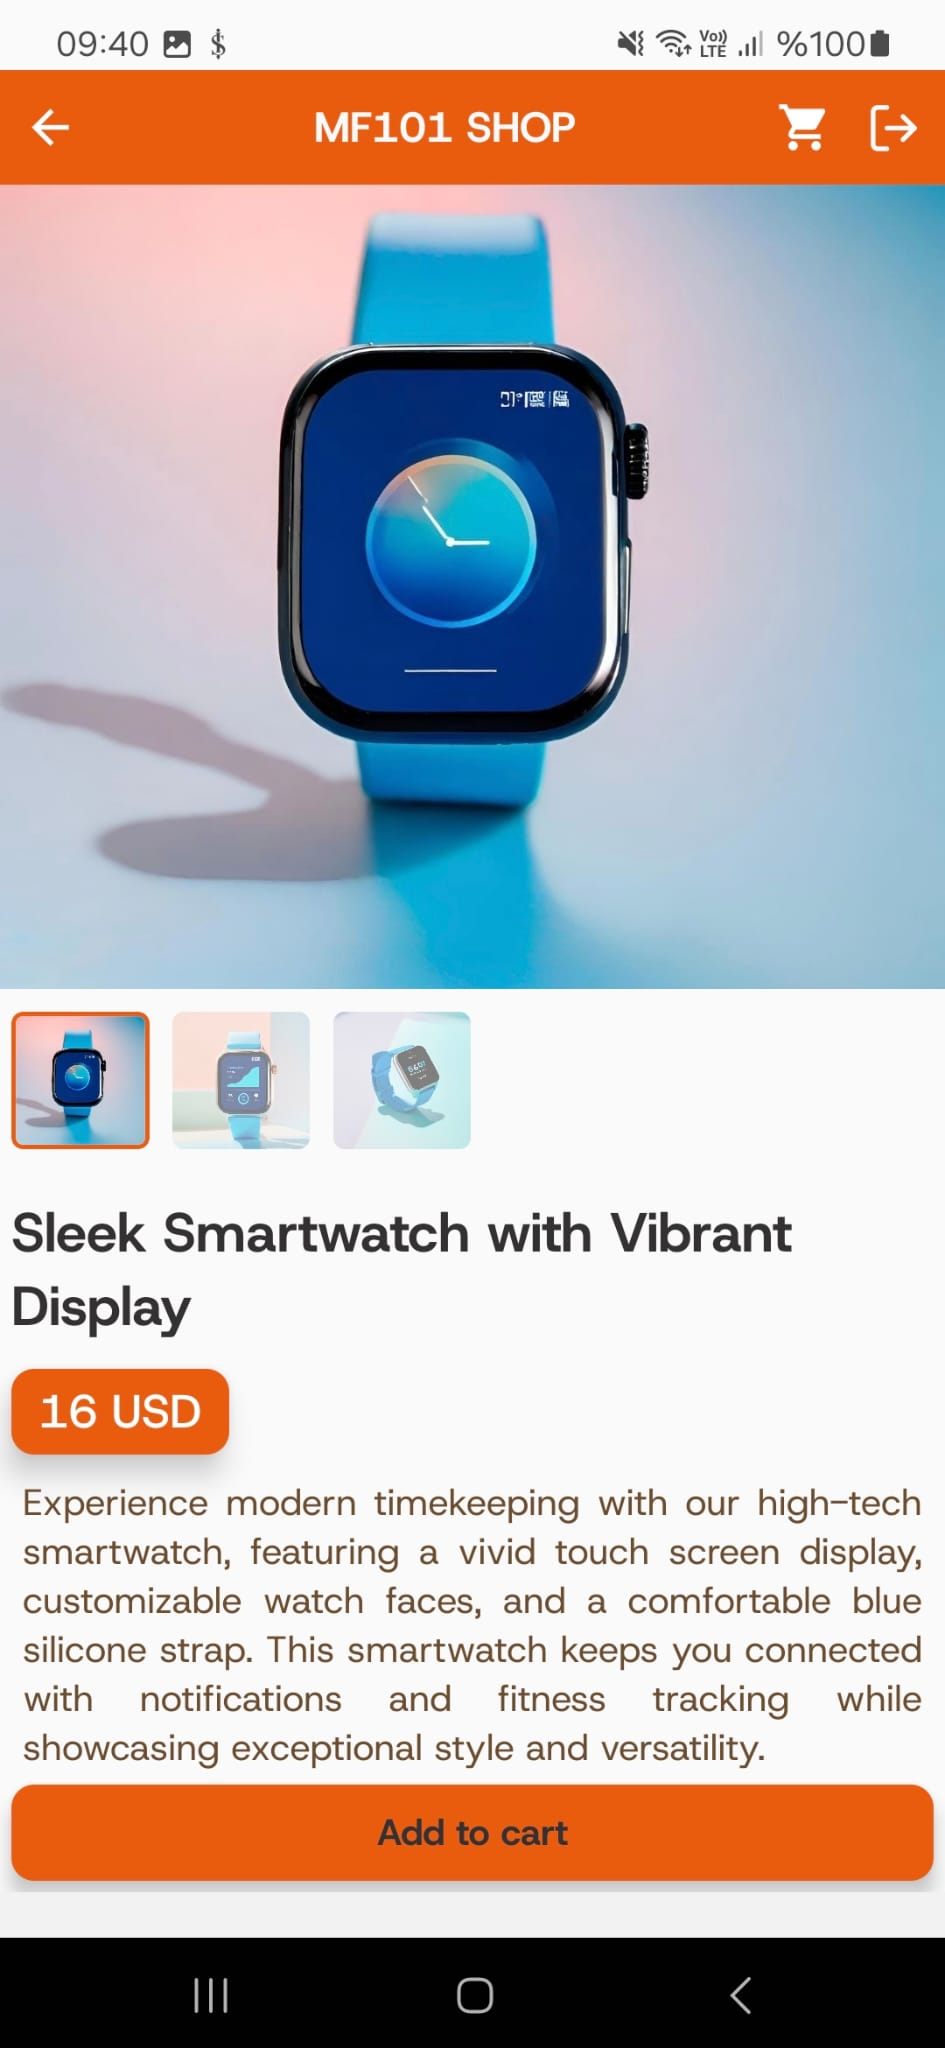 09:40
Vo)) LTE
%100
MF101 SHOP
Sleek Smartwatch with Vibrant
Display
16 USD
Experience modern timekeeping with our high-tech
smartwatch, featuring a vivid touch screen display,
customizable watch faces, and a comfortable blue
silicone strap. This smartwatch keeps you connected
with notifications and fitness tracking while
showcasing exceptional style and versatility.
Add to cart